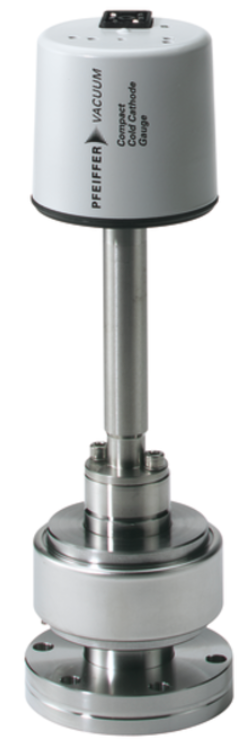 PFEIFFER VACUUM
Compact
Cold Cathode
Gauge